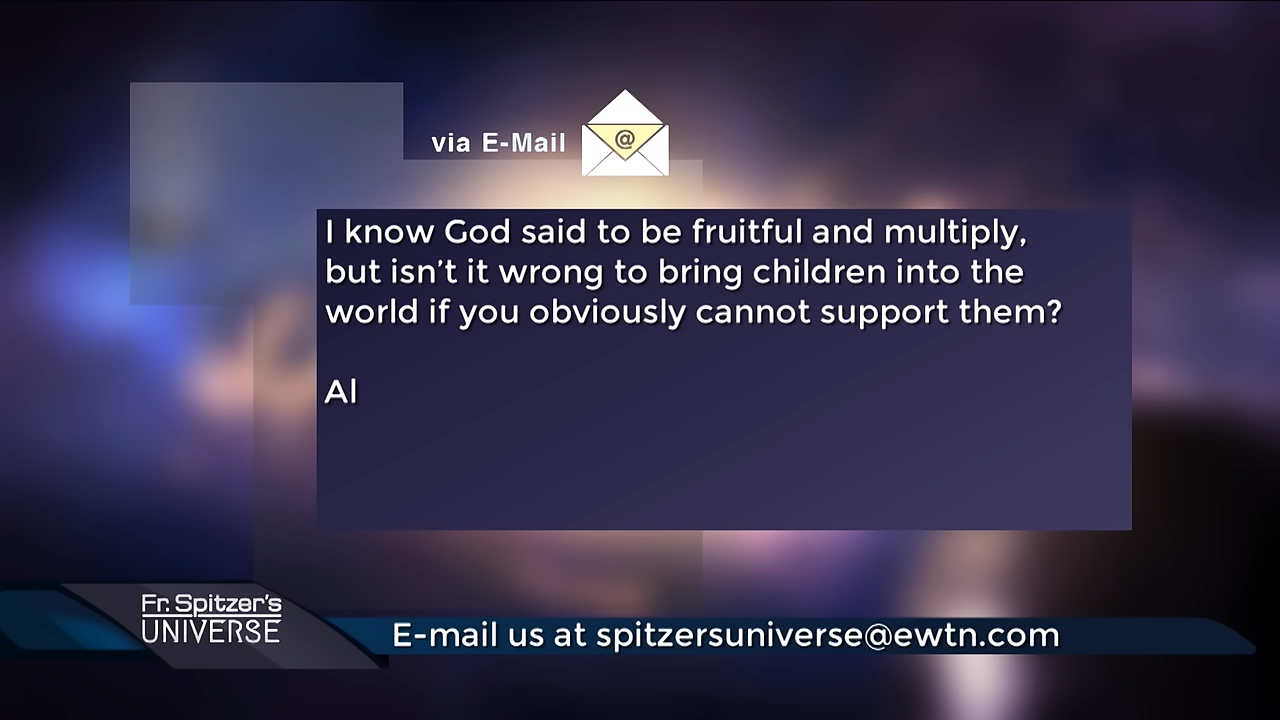 via E-Mail
@
I know God said to be fruitful and multiply,
but isn’t it wrong to bring children into the
world if you obviously cannot support them?
Al
Fr. Spitzer's
UNIVERSE
E-mail us at spitzersuniverse@ewtn.com